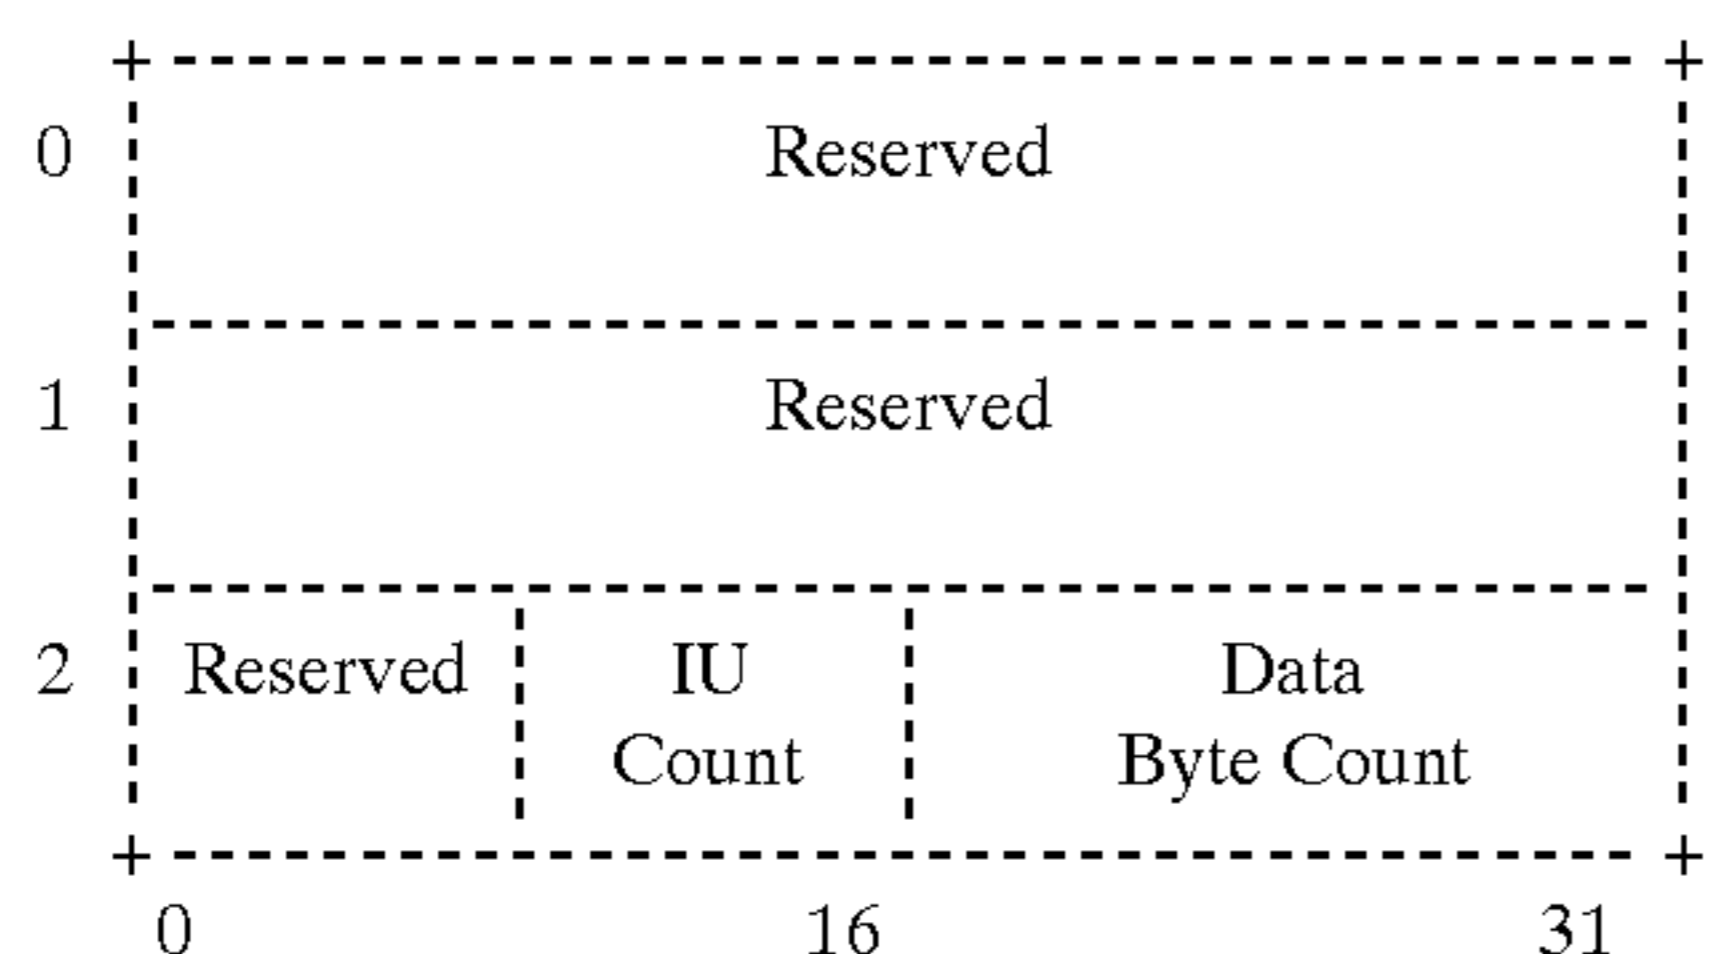 0 Reserved
1 Reserved
2 Reserved IU Data
Count Byte Count
0 16 31